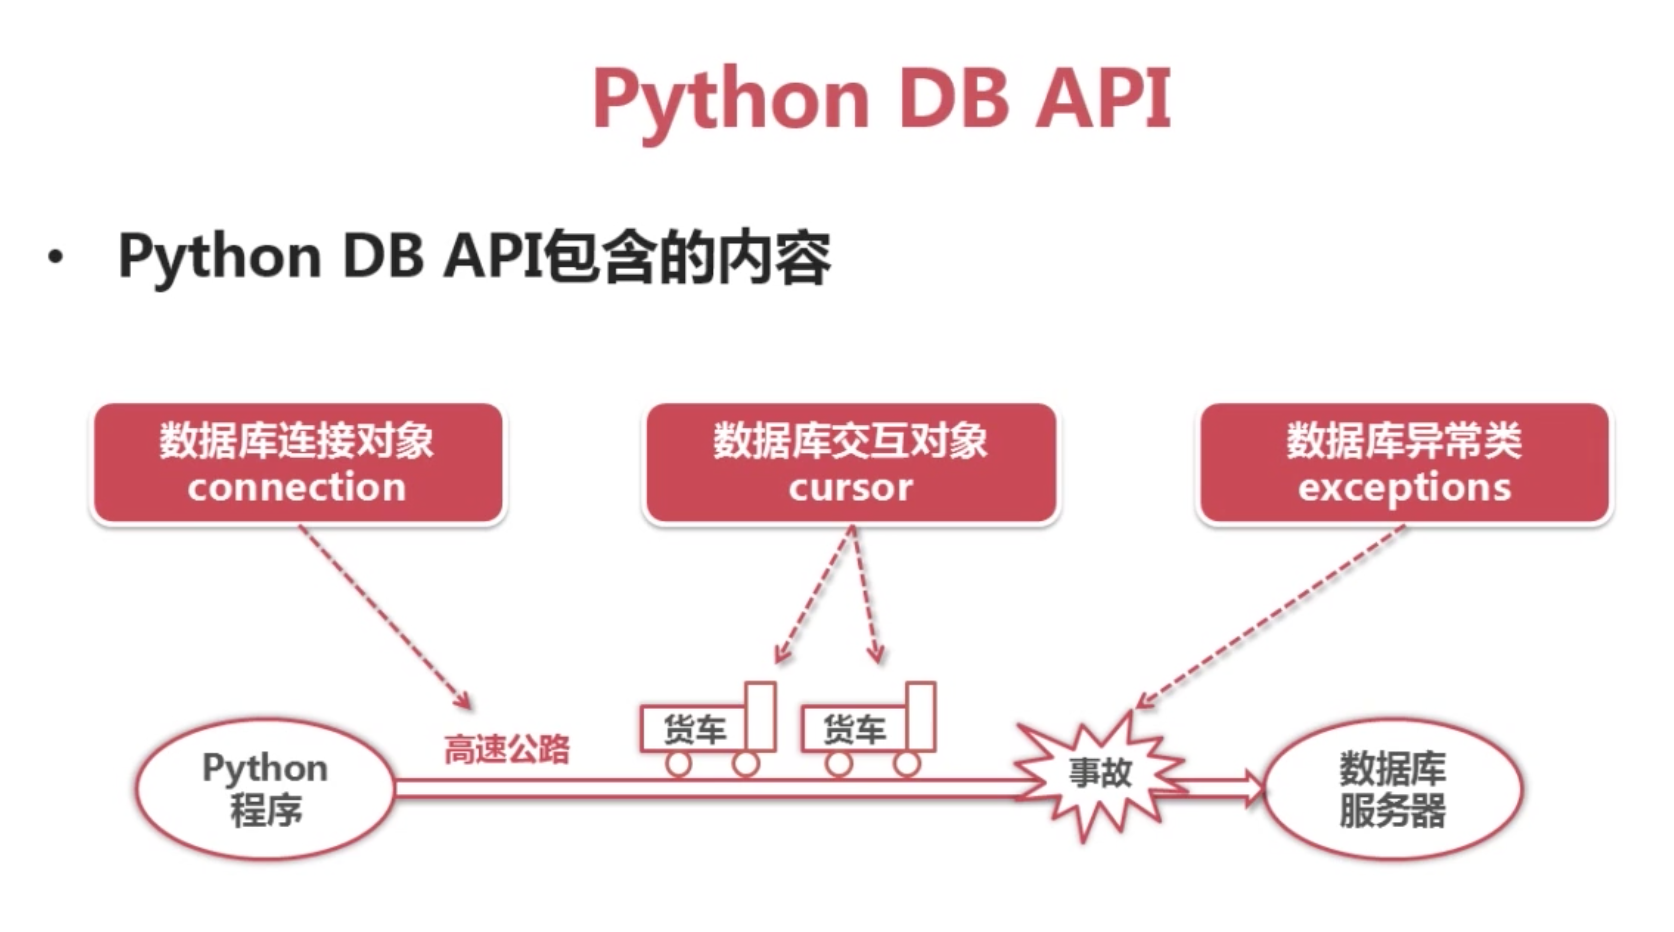 Python DB API
• Python DB API包含的内容
数据库连接对象
connection
数据库交互对象
cursor
数据库异常类
exceptions
高速公路
货车
货车
事故
Python
程序
数据库
服务器